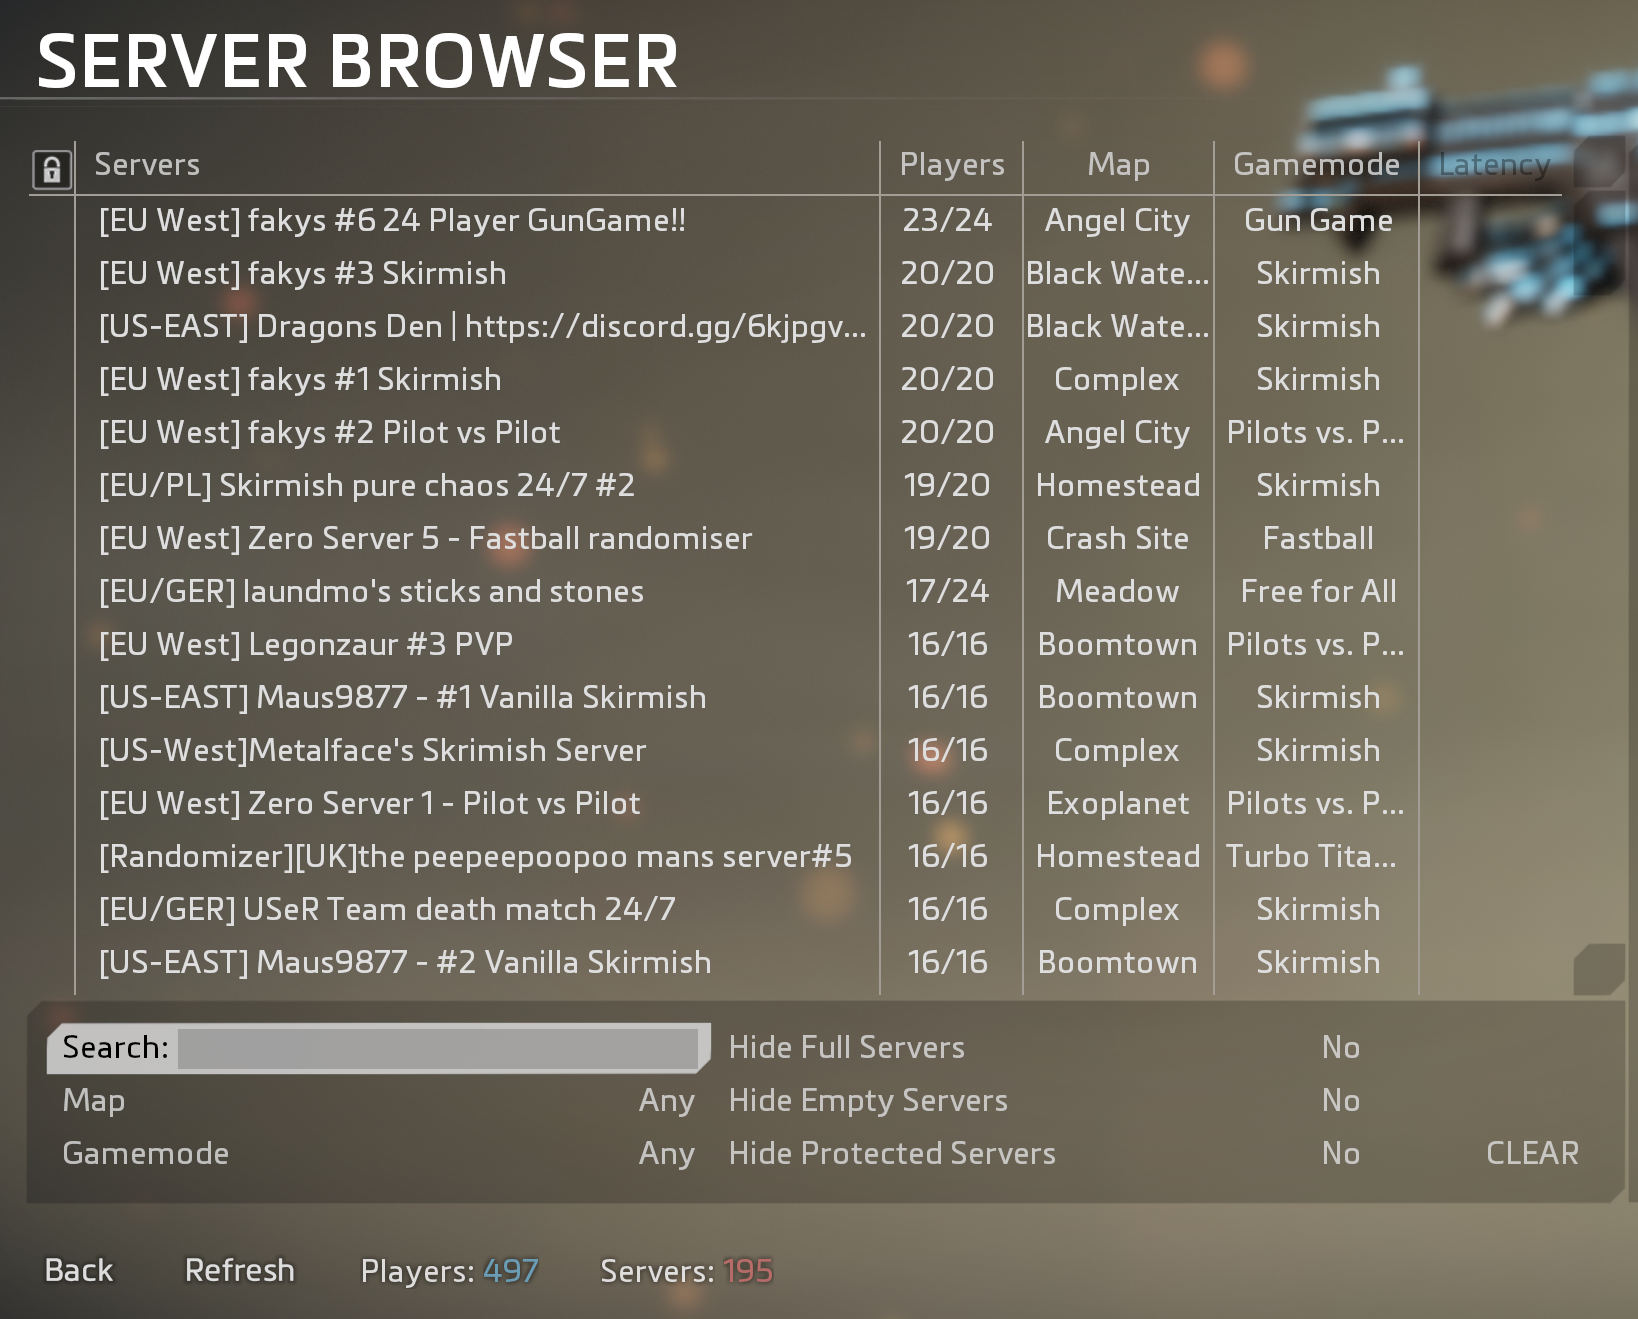 SERVER BROWSER
Servers Players Map Gamemode Latency
[EU West] fakys #6 24 Player GunGame!! 23/24 Angel City Gun Game
[EU West] fakys #3 Skirmish 20/20 Black Wate... Skirmish
[US-EAST] Dragons Den | https://discord.gg/6kjpgv... 20/20 Black Wate... Skirmish
[EU West] fakys #1 Skirmish 20/20 Complex Skirmish
[EU West] fakys #2 Pilot vs Pilot 20/20 Angel City Pilots vs. P...
[EU/PL] Skirmish pure chaos 24/7 #2 19/20 Homestead Skirmish
[EU West] Zero Server 5 - Fastball randomiser 19/20 Crash Site Fastball
[EU/GER] laundmo's sticks and stones 17/24 Meadow Free for All
[EU West] Legonzaur #3 PVP 16/16 Boomtown Pilots vs. P...
[US-EAST] Maus9877 - #1 Vanilla Skirmish 16/16 Boomtown Skirmish
[US-West]Metalface's Skrimish Server 16/16 Complex Skirmish
[EU West] Zero Server 1 - Pilot vs Pilot 16/16 Exoplanet Pilots vs. P...
[Randomizer][UK]the peepeepoopoo mans server#5 16/16 Homestead Turbo Tita...
[EU/GER] USeR Team death match 24/7 16/16 Complex Skirmish
[US-EAST] Maus9877 - #2 Vanilla Skirmish 16/16 Boomtown Skirmish
Search: Hide Full Servers No
Map Any Hide Empty Servers No
Gamemode Any Hide Protected Servers No CLEAR
Back Refresh Players: 497 Servers: 195